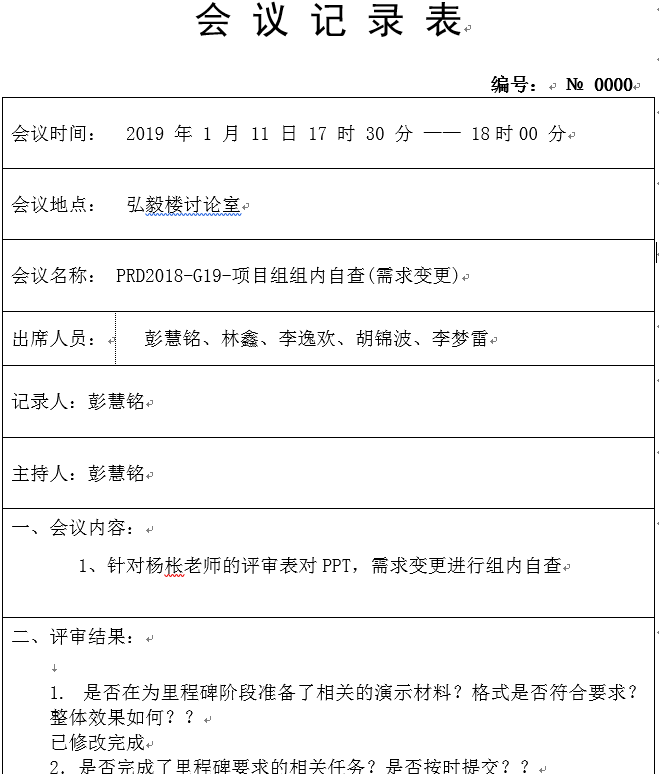 会 议 记 录 表
编号： № 0000
会议时间： 2019 年 1 月 11 日 17 时 30 分 —— 18时00 分
会议地点： 弘毅楼讨论室
会议名称： PRD2018-G19-项目组组内自查(需求变更)
出席人员： 彭慧铭、林鑫、李逸欢、胡锦波、李梦雷
记录人：彭慧铭
主持人：彭慧铭
一、会议内容：
1、针对杨枨老师的评审表对PPT，需求变更进行组内自查
二、评审结果：
1. 是否在为里程碑阶段准备了相关的演示材料？格式是否符合要求？
整体效果如何？？
已修改完成
2．是否完成了里程碑要求的相关任务？是否按时提交？？